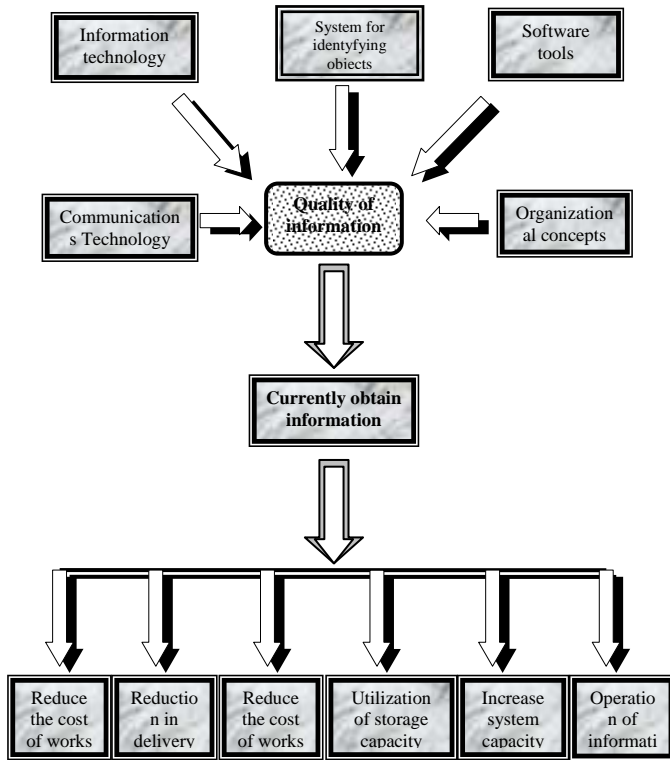 Information
technology
System for
identyfying
objects
Software
tools
Communication
s Technology
Quality of
information
Organization
al concepts
Currently obtain
information
Reduce
the cost
of works
Reductio
n in
delivery
Reduce
the cost
of works
Utilization
of storage
capacity
Increase
system
capacity
Operatio
n of
informati